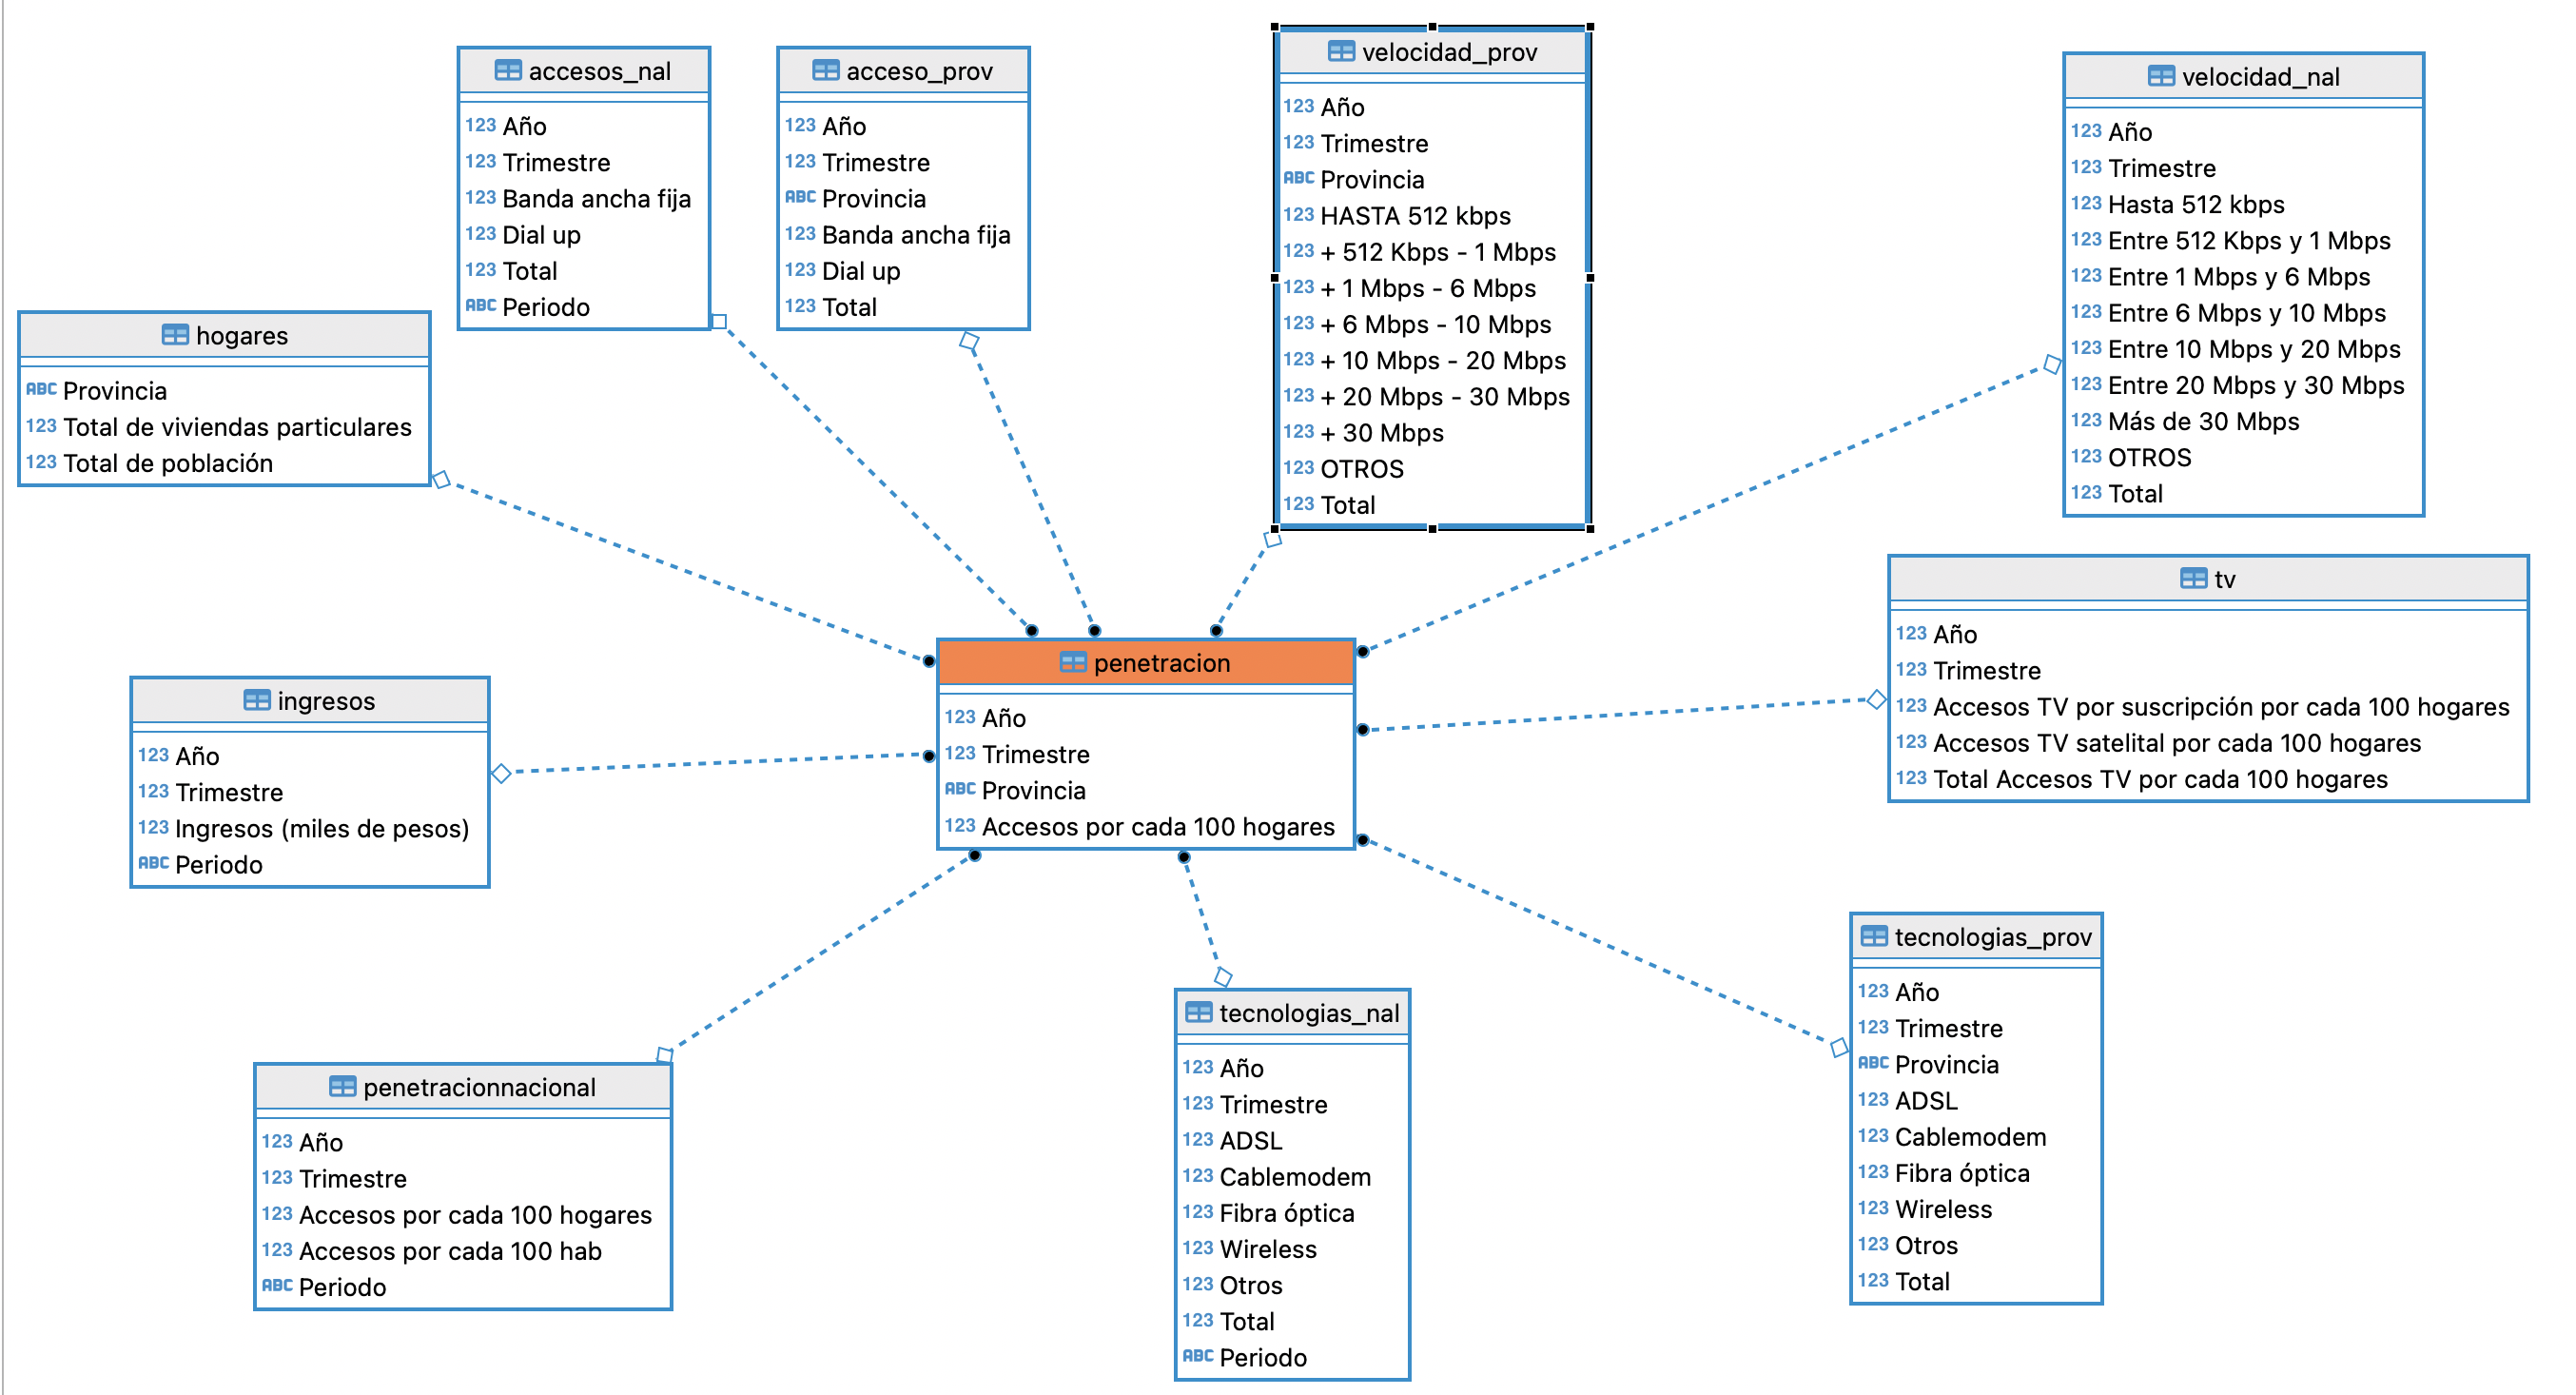 accesos_nal
123 Año
123 Trimestre
123 Banda ancha fija
123 Dial up
123 Total
ABC Periodo
acceso_prov
123 Año
123 Trimestre
ABC Provincia
123 Banda ancha fija
123 Dial up
123 Total
velocidad_prov
123 Año
123 Trimestre
ABC Provincia
123 HASTA 512 kbps
123 + 512 Kbps - 1 Mbps
123 + 1 Mbps - 6 Mbps
123 + 6 Mbps - 10 Mbps
123 + 10 Mbps - 20 Mbps
123 + 20 Mbps - 30 Mbps
123 + 30 Mbps
123 OTROS
123 Total
velocidad_nal
123 Año
123 Trimestre
123 Hasta 512 kbps
123 Entre 512 Kbps y 1 Mbps
123 Entre 1 Mbps y 6 Mbps
123 Entre 6 Mbps y 10 Mbps
123 Entre 10 Mbps y 20 Mbps
123 Entre 20 Mbps y 30 Mbps
123 Más de 30 Mbps
123 OTROS
123 Total
hogares
ABC Provincia
123 Total de viviendas particulares
123 Total de población
tv
123 Año
123 Trimestre
123 Accesos TV por suscripción por cada 100 hogares
123 Accesos TV satelital por cada 100 hogares
123 Total Accesos TV por cada 100 hogares
penetracion
123 Año
123 Trimestre
ABC Provincia
123 Accesos por cada 100 hogares
ingresos
123 Año
123 Trimestre
123 Ingresos (miles de pesos)
ABC Periodo
tecnologias_prov
123 Año
123 Trimestre
ABC Provincia
123 ADSL
123 Cablemodem
123 Fibra óptica
123 Wireless
123 Otros
123 Total
tecnologias_nal
123 Año
123 Trimestre
123 ADSL
123 Cablemodem
123 Fibra óptica
123 Wireless
123 Otros
123 Total
ABC Periodo
penetracionnacional
123 Año
123 Trimestre
123 Accesos por cada 100 hogares
123 Accesos por cada 100 hab
ABC Periodo